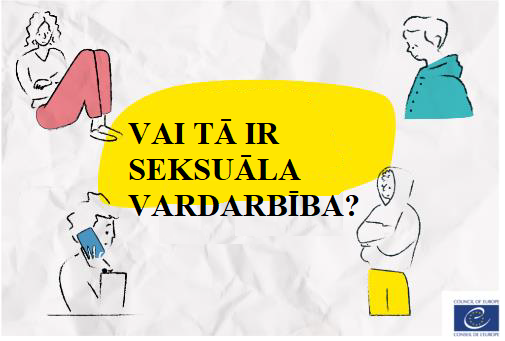 VAI TĀ IR
SEKSUĀLA
VARDARBĪBA?
COUNCIL OF EUROPE
CONSEIL DE L'EUROPE